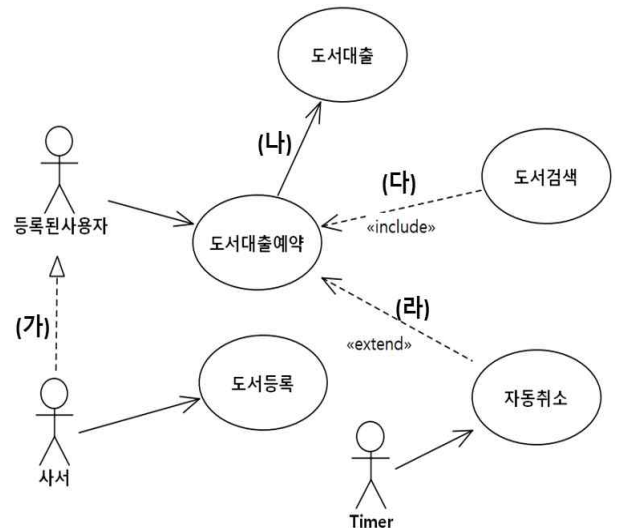 도서대출
(나)
(다)
도서검색
등록된사용자
도서대출예약
«include»
(가)
(라)
«extend»
도서등록
자동취소
사서
Timer